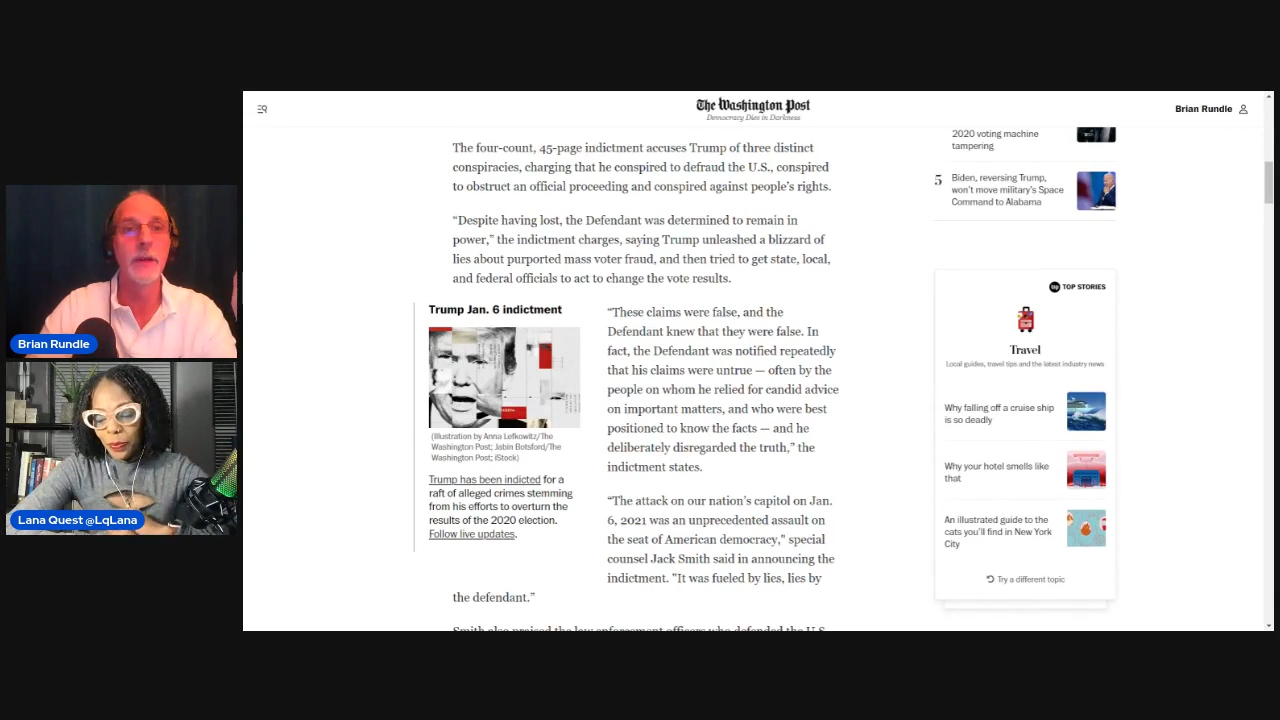 The Washington Post
Democracy Dies in Darkness
Brian Rundle
The four-count, 45-page indictment accuses Trump of three distinct
conspiracies, charging that he conspired to defraud the U.S., conspired
to obstruct an official proceeding and conspired against people's rights.
“Despite having lost, the Defendant was determined to remain in
power,” the indictment charges, saying Trump unleashed a blizzard of
lies about purported mass voter fraud, and then tried to get state, local,
and federal officials to act to change the vote results.
Trump Jan. 6 indictment
(Illustration by Anna Lefkowitz/The
Washington Post; Jabin Botsford/The
Washington Post; iStock)
Trump has been indicted for a
raft of alleged crimes stemming
from his efforts to overturn the
results of the 2020 election.
Follow live updates.
“These claims were false, and the
Defendant knew that they were false. In
fact, the Defendant was notified repeatedly
that his claims were untrue — often by the
people on whom he relied for candid advice
on important matters, and who were best
positioned to know the facts — and he
deliberately disregarded the truth,” the
indictment states.
“The attack on our nation’s capitol on Jan.
6, 2021 was an unprecedented assault on
the seat of American democracy,” special
counsel Jack Smith said in announcing the
indictment. “It was fueled by lies, lies by
the defendant.”
Smith also praised the law enforcement officers who defended the U.S.
2020 voting machine
tampering
5
Biden, reversing Trump,
won’t move military’s Space
Command to Alabama
wp TOP STORIES
Travel
Local guides, travel tips and the latest industry news
Why falling off a cruise ship
is so deadly
Why your hotel smells like
that
An illustrated guide to the
cats you’ll find in New York
City
Try a different topic
Brian Rundle
Lana Quest @LqLana